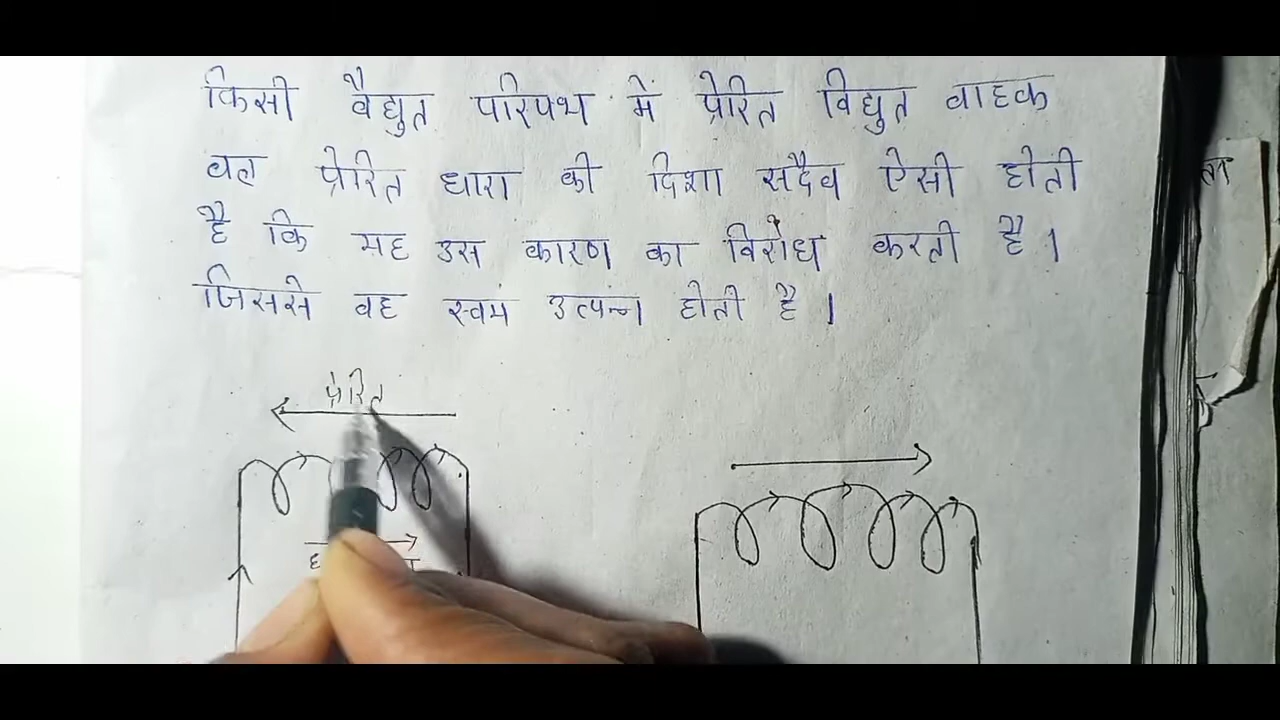 किसी वैद्युत परिपथ में प्रेरित विद्युत वाहक
बल प्रेरित धारा की दिशा सदैव ऐसी होती
है कि यह उस कारण का विरोध करती है ।
जिससे वह स्वयं उत्पन्न होती है ।
प्रेरित